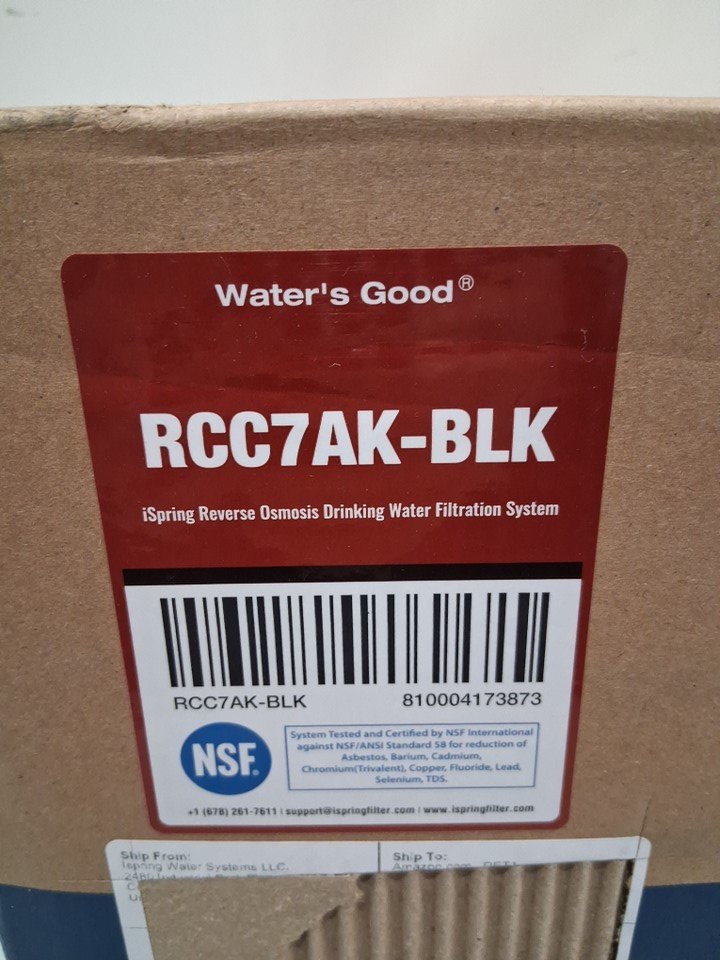 Water's Good®
RCC7AK-BLK
iSpring Reverse Osmosis Drinking Water Filtration System
RCC7AK-BLK 810004173873
NSF.
System Tested and Certified by NSF International
against NSF/ANSI Standard 58 for reduction of
Asbestos, Barium, Cadmium,
Chromium(Trivalent), Copper, Fluoride, Lead,
Selenium, TDS.
+1 (678) 261-7611 | support@ispringfilter.com | www.ispringfilter.com
Ship From:
Ispring Water Systems LLC.
Ship To:
Amazon.com